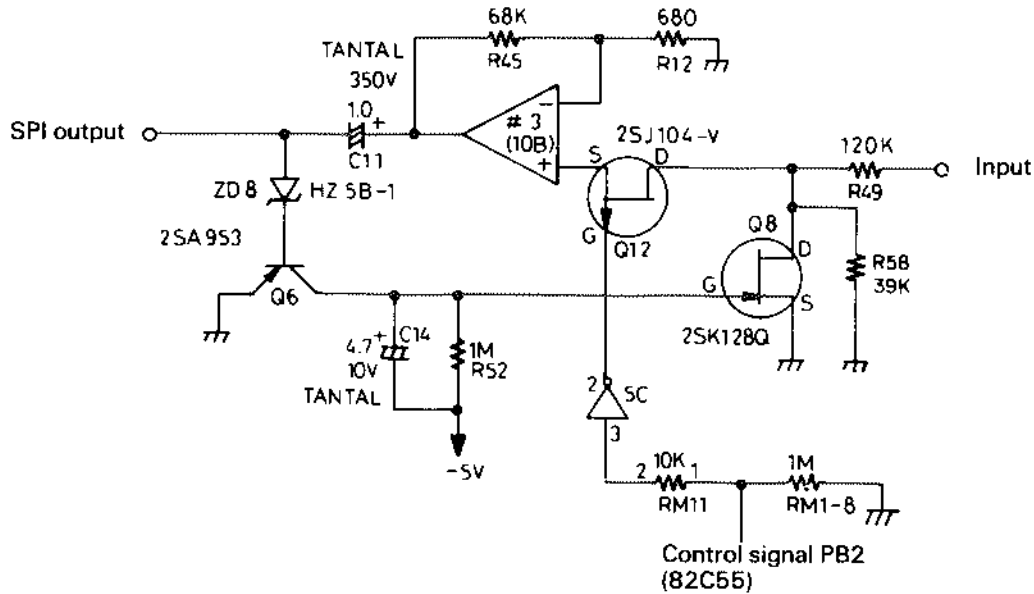 68K
R45
680
R12
TANTAL
350V
1.0 +
C11
SPI output
# 3
(10B)
-
+
2SJ104-V
S
D
G
Q12
120K
R49
Input
ZD8
HZ 5B-1
2SA953
Q6
Q8
D
G
S
2SK128Q
R58
39K
+ C14
4.7
10V
TANTAL
1M
R52
-5V
2
5C
3
2
10K
1
RM11
1M
RM1-8
Control signal PB2
(82C55)